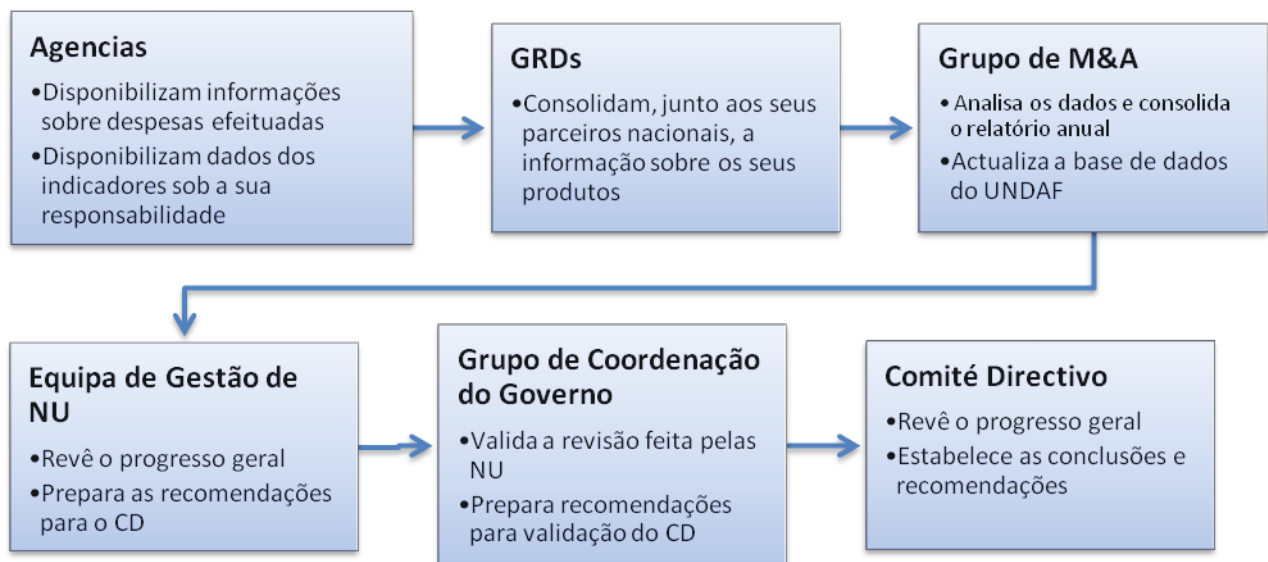 Agencias
•Disponibilizam informações
sobre despesas efeituadas
•Disponibilizam dados dos
indicadores sob a sua
responsabilidade
GRDs
•Consolidam, junto aos seus
parceiros nacionais, a
informação sobre os seus
produtos
Grupo de M&A
• Analisa os dados e consolida
o relatório anual
• Actualiza a base de dados
do UNDAF
Equipa de Gestão de
NU
•Revê o progresso geral
•Prepara as recomendações
para o CD
Grupo de Coordenação
do Governo
•Valida a revisão feita pelas
NU
•Prepara recomendações
para validação do CD
Comité Directivo
•Revê o progresso geral
•Estabelece as conclusões e
recomendações